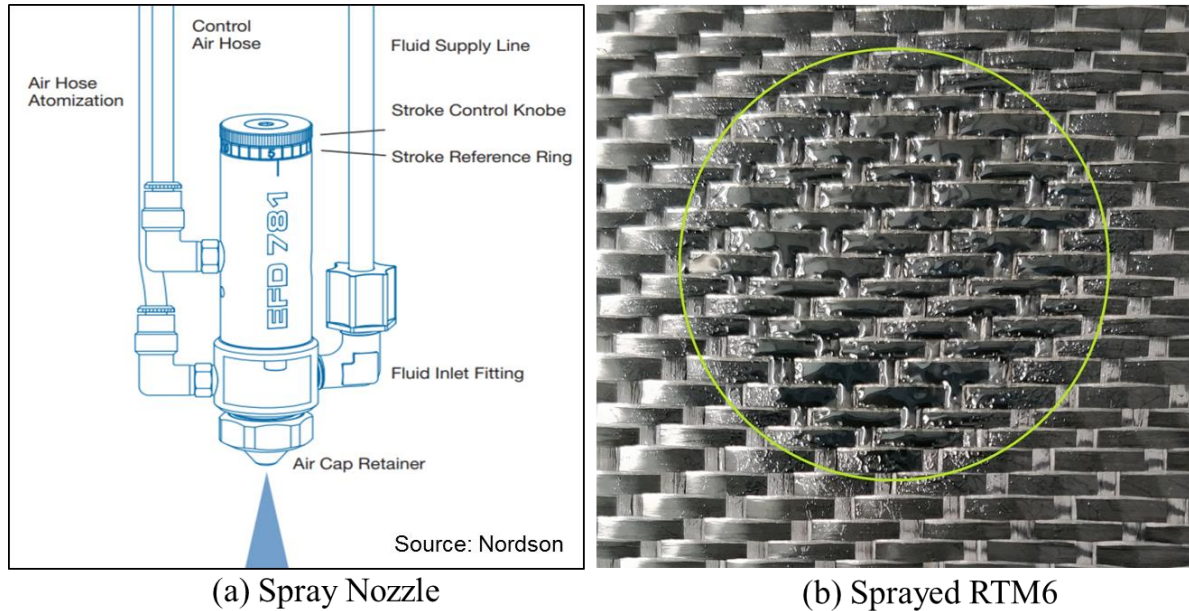 Control
Air Hose
Fluid Supply Line
Air Hose
Atomization
Stroke Control Knobe
Stroke Reference Ring
5
EFD 781
Fluid Inlet Fitting
Air Cap Retainer
Source: Nordson
(a) Spray Nozzle
(b) Sprayed RTM6